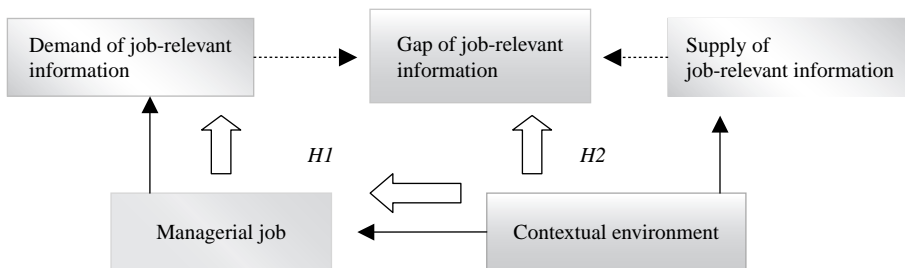 Demand of job-relevant
information
Gap of job-relevant
information
Supply of
job-relevant information
H1
H2
Managerial job
Contextual environment